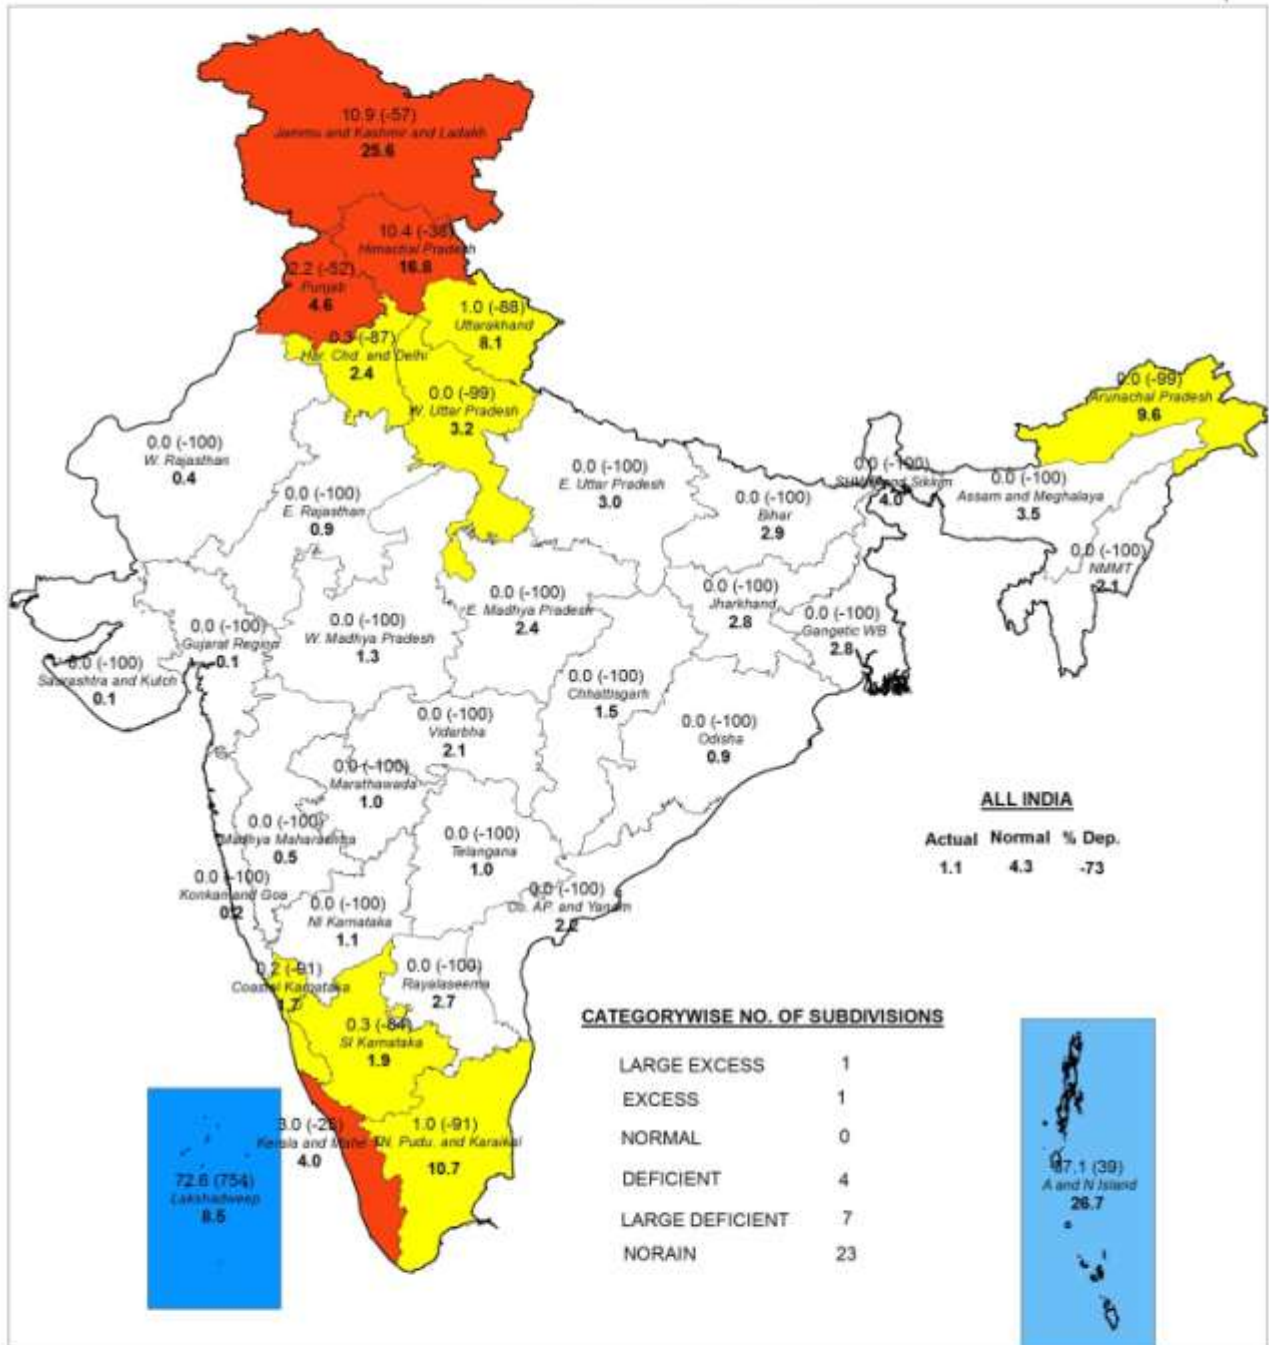 10.9 (-57)
Jammu and Kashmir and Ladakh
25.6
10.4 (-38)
Himachal Pradesh
16.8
2.2 (-52)
Punjab
4.6
1.0 (-88)
Uttarakhand
8.1
0.3 (-87)
Har. Chd. and Delhi
2.4
0.0 (-99)
W. Uttar Pradesh
3.2
0.0 (-99)
Arunachal Pradesh
9.6
0.0 (-100)
W. Rajasthan
0.4
0.0 (-100)
E. Rajasthan
0.9
0.0 (-100)
E. Uttar Pradesh
3.0
0.0 (-100)
Bihar
2.9
0.0 (-100)
Sikkim
4.0
0.0 (-100)
Assam and Meghalaya
3.5
0.0 (-100)
NMMT
2.1
0.0 (-100)
Gujarat Region
0.1
0.0 (-100)
Saurashtra and Kutch
0.1
0.0 (-100)
W. Madhya Pradesh
1.3
0.0 (-100)
E. Madhya Pradesh
2.4
0.0 (-100)
Jharkhand
2.8
0.0 (-100)
Gangetic WB
2.8
0.0 (-100)
Chhattisgarh
1.5
0.0 (-100)
Odisha
0.9
0.0 (-100)
Vidarbha
2.1
0.0 (-100)
Marathawada
1.0
0.0 (-100)
Madhya Maharashtra
0.5
0.0 (-100)
Telangana
1.0
0.0 (-100)
Konkan and Goa
0.2
0.0 (-100)
NI Karnataka
1.1
0.0 (-100)
Co. AP. and Yanam
2.2
0.2 (-91)
Coastal Karnataka
1.7
0.0 (-100)
Rayalaseema
2.7
0.3 (-84)
SI Karnataka
1.9
3.0
Kerala and Mahe
4.0
1.0 (-91)
TN. Pudu. and Karaikal
10.7
72.6 (754)
Lakshadweep
8.5
37.1 (39)
A and N Island
26.7
ALL INDIA
Actual Normal % Dep.
1.1 4.3 -73
CATEGORYWISE NO. OF SUBDIVISIONS
LARGE EXCESS 1
EXCESS 1
NORMAL 0
DEFICIENT 4
LARGE DEFICIENT 7
NORAIN 23